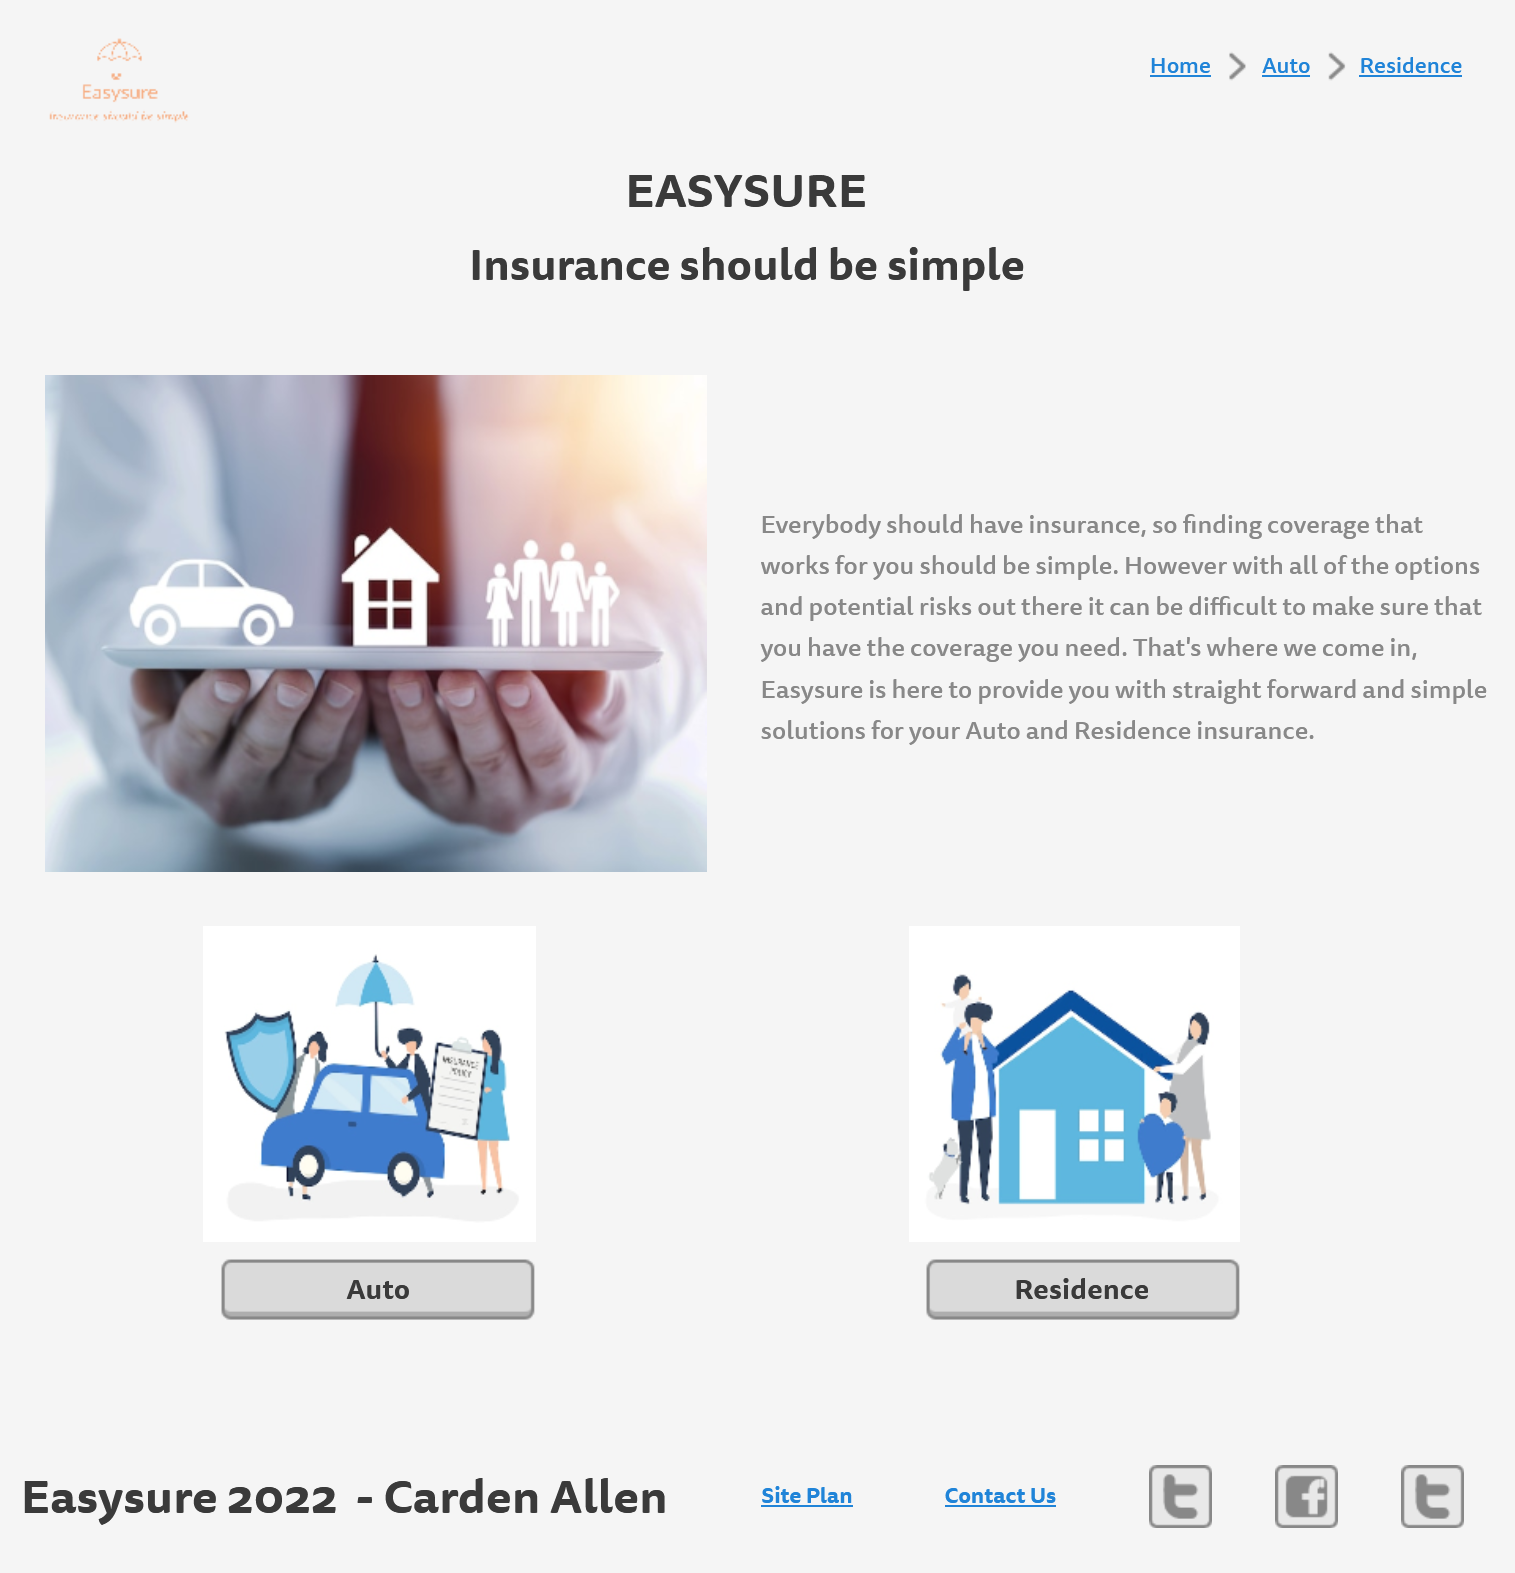 Easysure
Insurance should be simple
Home
Auto
Residence
EASYSURE
Insurance should be simple
Everybody should have insurance, so finding coverage that
works for you should be simple. However with all of the options
and potential risks out there it can be difficult to make sure that
you have the coverage you need. That's where we come in,
Easysure is here to provide you with straight forward and simple
solutions for your Auto and Residence insurance.
INSURANCE
POLICY
Auto
Residence
Easysure 2022 - Carden Allen
Site Plan
Contact Us